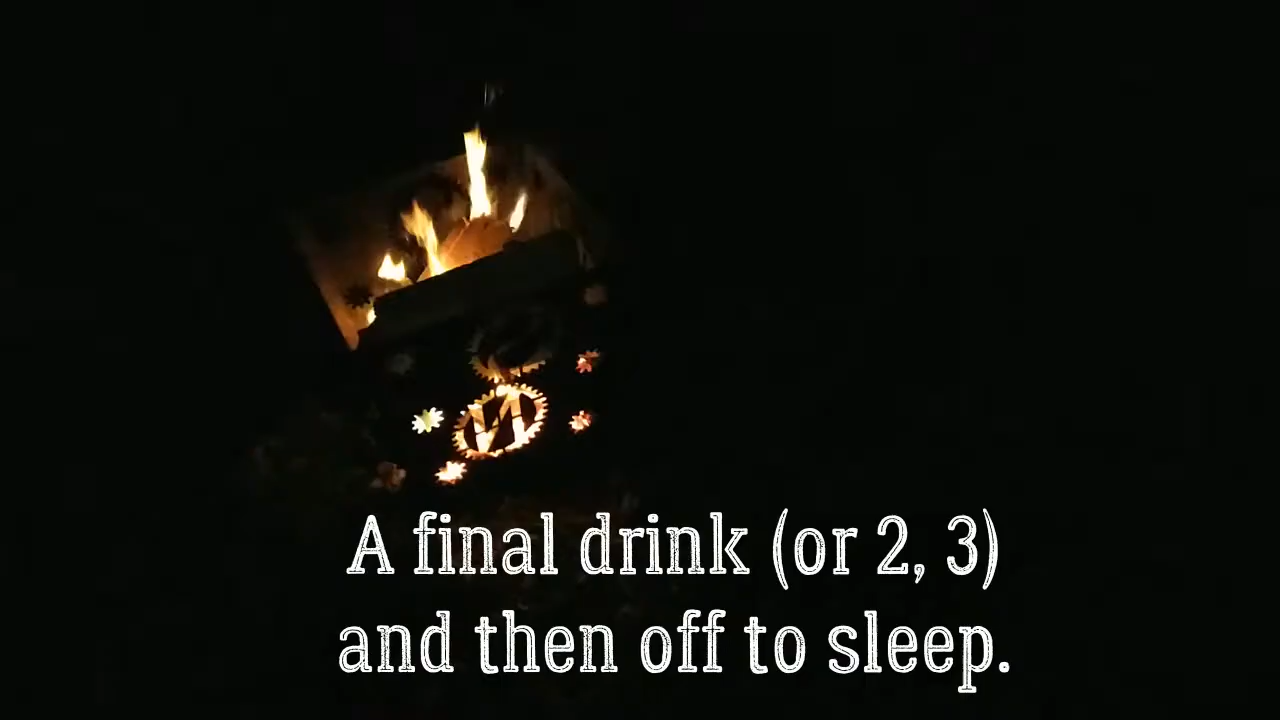 A final drink (or 2, 3)
and then off to sleep.